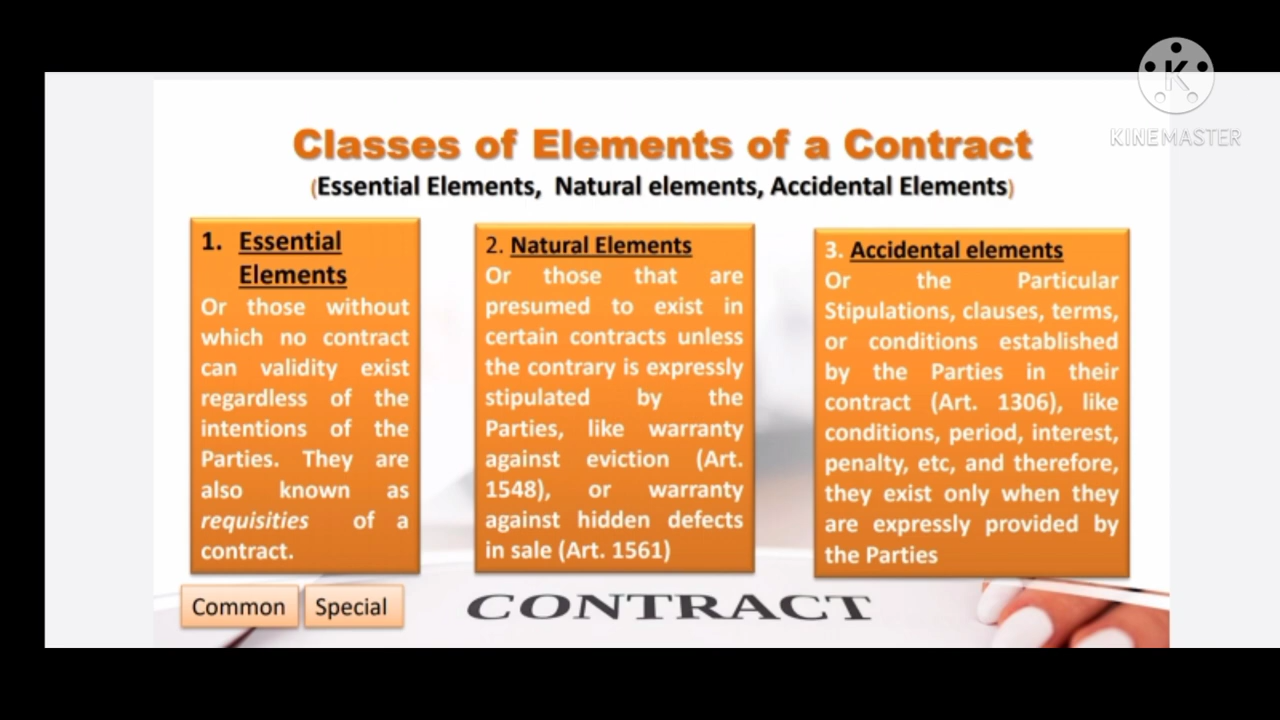 K
KINEMASTER
Classes of Elements of a Contract
(Essential Elements, Natural elements, Accidental Elements)
1. Essential
Elements
Or those without
which no contract
can validity exist
regardless of the
intentions of the
Parties. They are
also known as
requisities of a
contract.
Common
Special
2. Natural Elements
Or those that are
presumed to exist in
certain contracts unless
the contrary is expressly
stipulated by the
Parties, like warranty
against eviction (Art.
1548), or warranty
against hidden defects
in sale (Art. 1561)
3. Accidental elements
Or the Particular
Stipulations, clauses, terms,
or conditions established
by the Parties in their
contract (Art. 1306), like
conditions, period, interest,
penalty, etc, and therefore,
they exist only when they
are expressly provided by
the Parties
CONTRACT